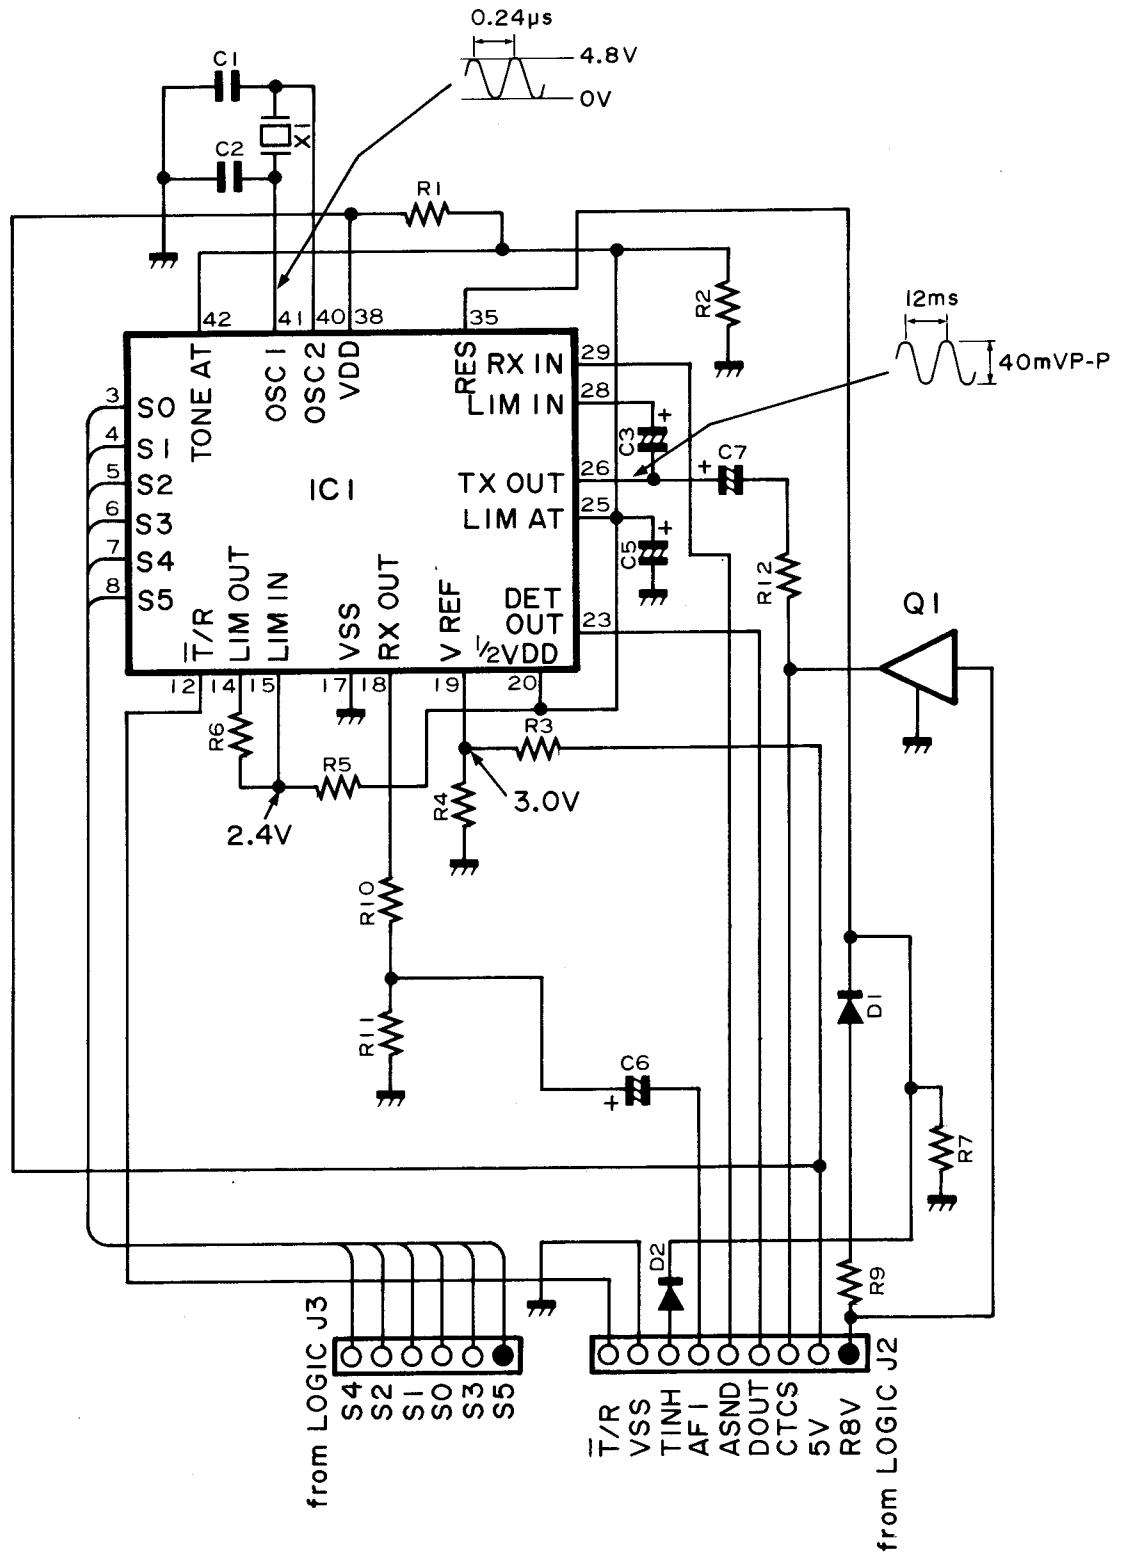 0.24µs
4.8V
0V
C1
X1
C2
R1
R2
12ms
40mVP-P
42
41
40
38
35
TONE AT
OSC1
OSC2
VDD
RES
RX IN
29
LIM IN
28
C3
+
TX OUT
26
+
C7
LIM AT
25
C5
+
R12
3
S0
4
S1
5
S2
6
S3
7
S4
8
S5
IC1
T̅/R
LIM OUT
LIM IN
VSS
RX OUT
V REF
½VDD
DET
OUT
23
Q1
12
14
15
17
18
19
20
R6
R5
R3
R4
3.0V
2.4V
R10
R11
C6
+
D1
R7
D2
R9
from LOGIC J3
S4
S2
S1
S0
S3
S5
T̅/R
VSS
TINH
AF1
ASND
DOUT
CTCS
5V
R8V
from LOGIC J2